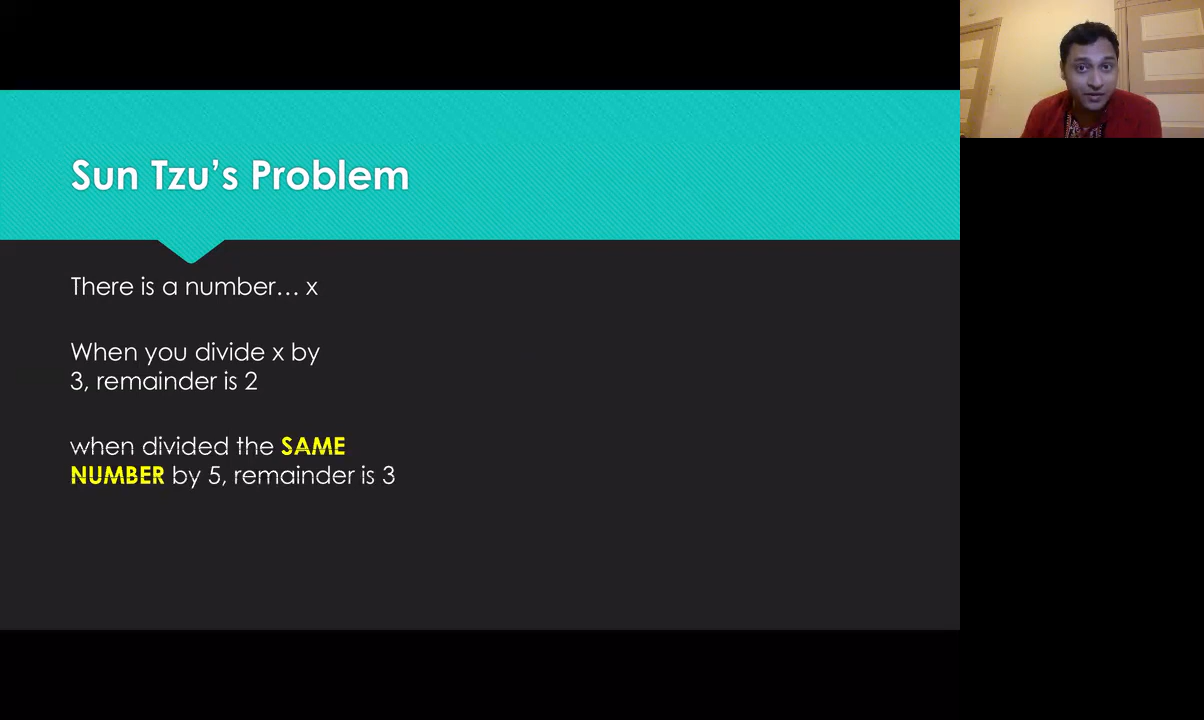 Sun Tzu’s Problem
There is a number… x
When you divide x by
3, remainder is 2
when divided the SAME
NUMBER by 5, remainder is 3